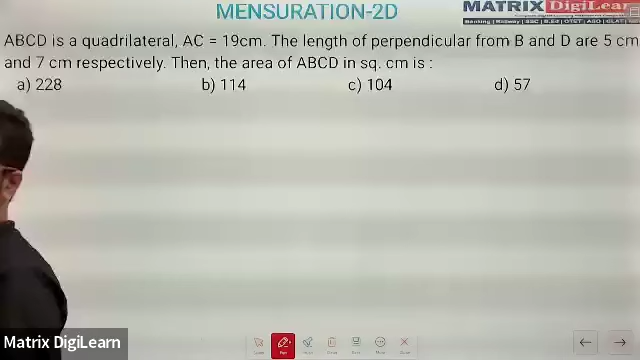 MENSURATION-2D
MATRIX DigiLearn
ABCD is a quadrilateral, AC = 19cm. The length of perpendicular from B and D are 5 cm
and 7 cm respectively. Then, the area of ABCD in sq. cm is :
a) 228 b) 114 c) 104 d) 57
Matrix DigiLearn